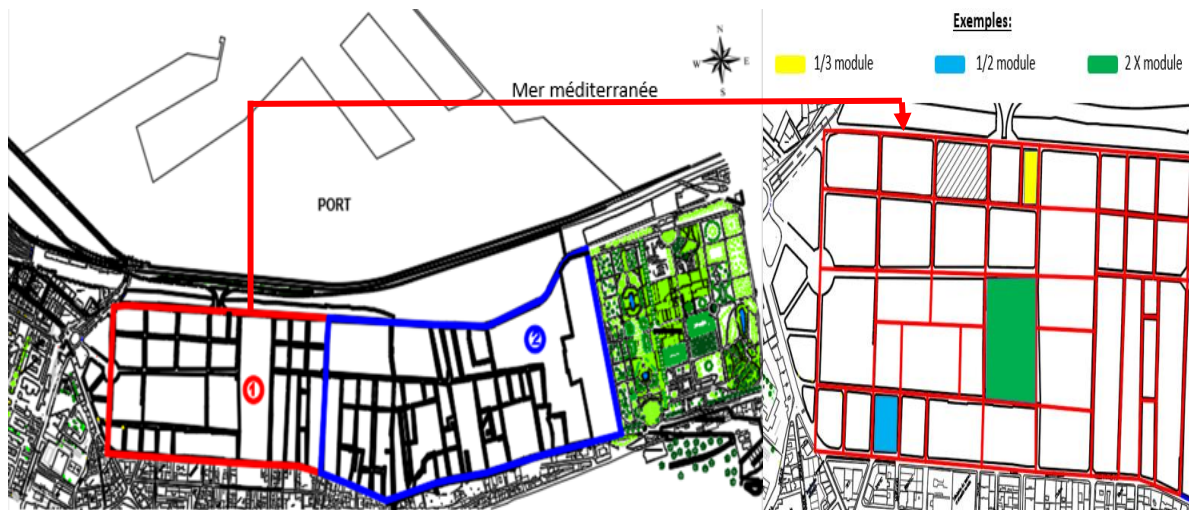 N
W E
S
Mer méditerranée
PORT
1
2
Exemples:
1/3 module
1/2 module
2 X module